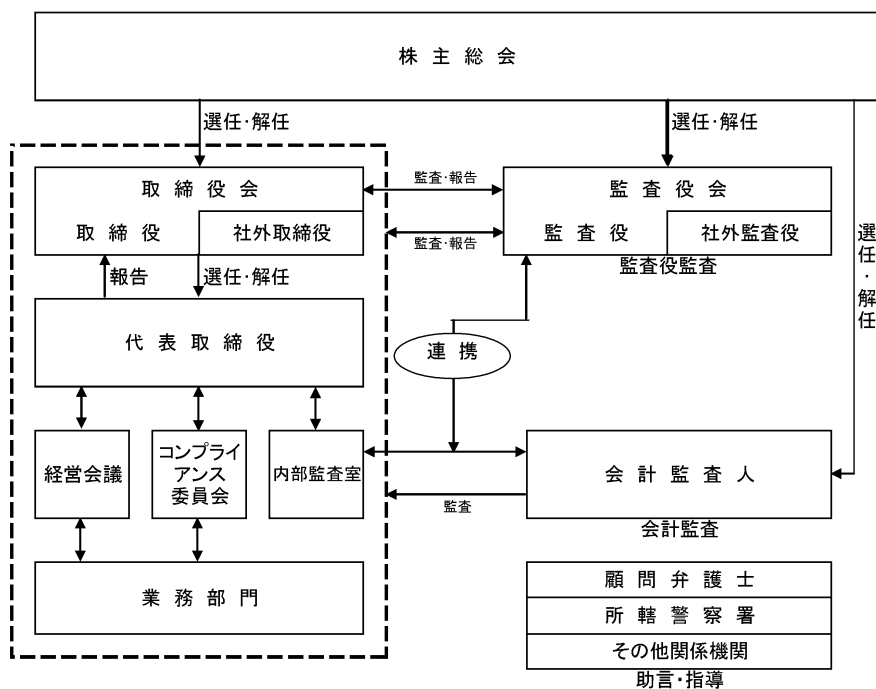 株主総会
選任・解任
選任・解任
取締役会
監査・報告
監査役会
取締役
社外取締役
監査・報告
監査役
社外監査役
監査役監査
選任・解任
報告
選任・解任
代表取締役
連携
経営会議
コンプライ
アンス
委員会
内部監査室
会計監査人
監査
会計監査
業務部門
顧問弁護士
所轄警察署
その他関係機関
助言・指導